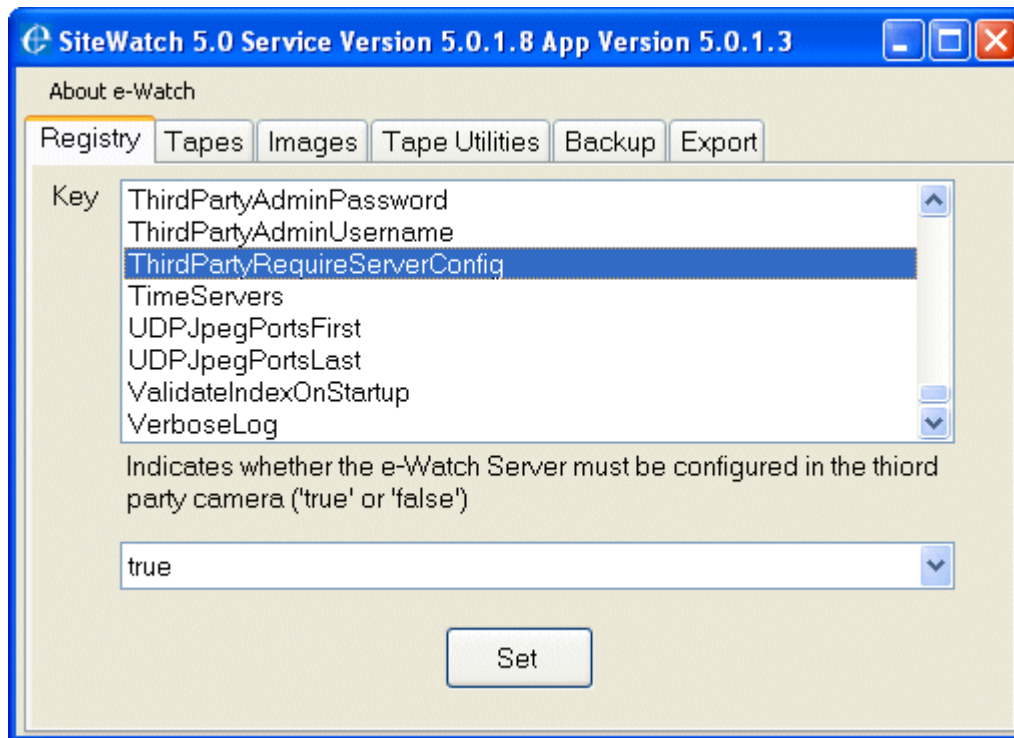 SiteWatch 5.0 Service Version 5.0.1.8 App Version 5.0.1.3
About e-Watch
Registry Tapes Images Tape Utilities Backup Export
Key
ThirdPartyAdminPassword
ThirdPartyAdminUsername
ThirdPartyRequireServerConfig
TimeServers
UDPJpegPortsFirst
UDPJpegPortsLast
ValidateIndexOnStartup
VerboseLog
Indicates whether the e-Watch Server must be configured in the thiord
party camera ('true' or 'false')
true
Set